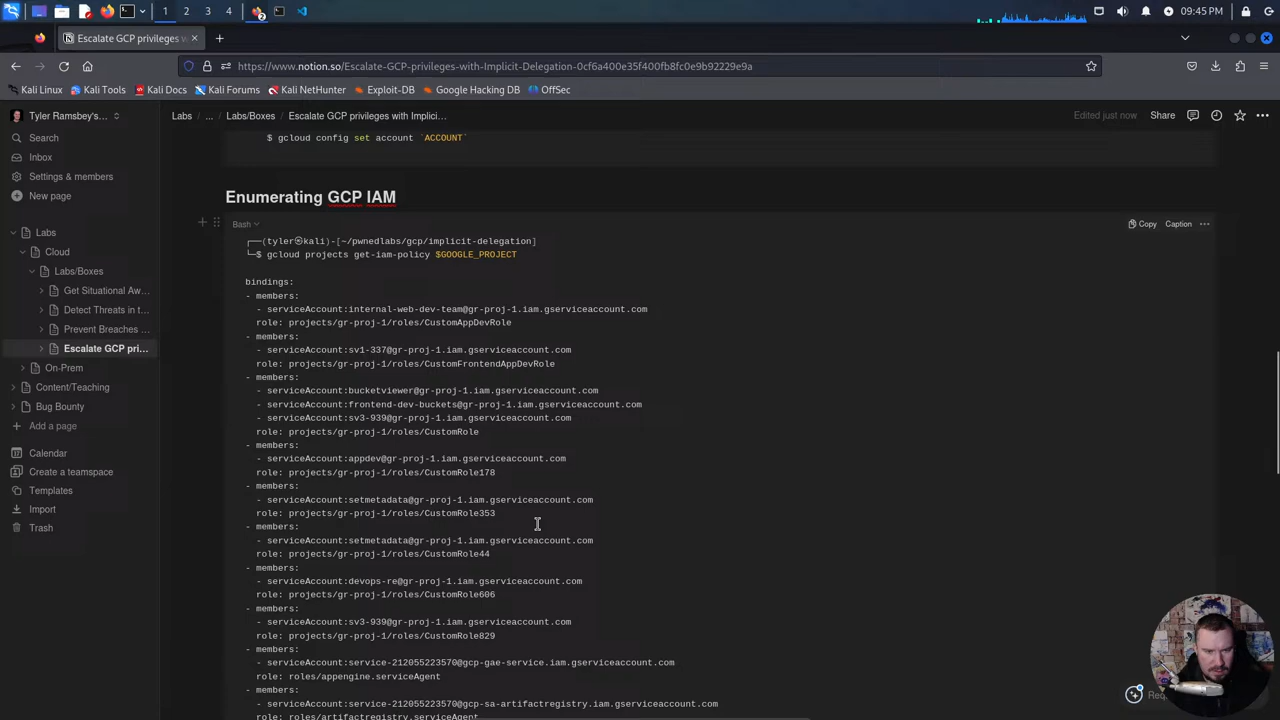 1
2
3
4
2
09:45 PM
Escalate GCP privileges w
https://www.notion.so/Escalate-GCP-privileges-with-Implicit-Delegation-0cf6a400e35f400fb8fc0e9b92229e9a
Kali Linux
Kali Tools
Kali Docs
Kali Forums
Kali NetHunter
Exploit-DB
Google Hacking DB
OffSec
Tyler Ramsbey's...
Labs / ... / Labs/Boxes / Escalate GCP privileges with Implici...
Edited just now
Share
Search
Inbox
Settings & members
New page
Labs
Cloud
Labs/Boxes
Get Situational Aw...
Detect Threats in t...
Prevent Breaches ...
Escalate GCP pri...
On-Prem
Content/Teaching
Bug Bounty
Add a page
Calendar
Create a teamspace
Templates
Import
Trash
$ gcloud config set account `ACCOUNT`
Enumerating GCP IAM
Bash
Copy
Caption
┌──(tyler㉿kali)-[~/pwnedlabs/gcp/implicit-delegation]
└─$ gcloud projects get-iam-policy $GOOGLE_PROJECT
bindings:
- members:
- serviceAccount:internal-web-dev-team@gr-proj-1.iam.gserviceaccount.com
role: projects/gr-proj-1/roles/CustomAppDevRole
- members:
- serviceAccount:sv1-337@gr-proj-1.iam.gserviceaccount.com
role: projects/gr-proj-1/roles/CustomFrontendAppDevRole
- members:
- serviceAccount:bucketviewer@gr-proj-1.iam.gserviceaccount.com
- serviceAccount:frontend-dev-buckets@gr-proj-1.iam.gserviceaccount.com
- serviceAccount:sv3-939@gr-proj-1.iam.gserviceaccount.com
role: projects/gr-proj-1/roles/CustomRole
- members:
- serviceAccount:appdev@gr-proj-1.iam.gserviceaccount.com
role: projects/gr-proj-1/roles/CustomRole178
- members:
- serviceAccount:setmetadata@gr-proj-1.iam.gserviceaccount.com
role: projects/gr-proj-1/roles/CustomRole353
- members:
- serviceAccount:setmetadata@gr-proj-1.iam.gserviceaccount.com
role: projects/gr-proj-1/roles/CustomRole44
- members:
- serviceAccount:devops-re@gr-proj-1.iam.gserviceaccount.com
role: projects/gr-proj-1/roles/CustomRole606
- members:
- serviceAccount:sv3-939@gr-proj-1.iam.gserviceaccount.com
role: projects/gr-proj-1/roles/CustomRole829
- members:
- serviceAccount:service-212055223570@gcp-gae-service.iam.gserviceaccount.com
role: roles/appengine.serviceAgent
- members:
- serviceAccount:service-212055223570@gcp-sa-artifactregistry.iam.gserviceaccount.com
role: roles/artifactregistry.serviceAgent